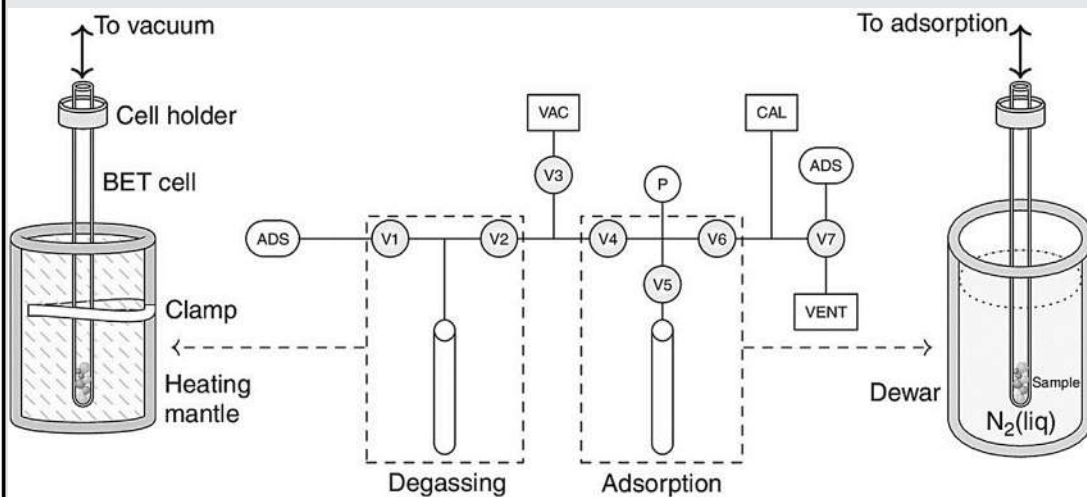 To vacuum
Cell holder
BET cell
Clamp
Heating
mantle
VAC
V3
ADS
V1
V2
Degassing
P
V4
V6
V5
Adsorption
CAL
ADS
V7
VENT
To adsorption
Dewar
Sample
N₂(liq)